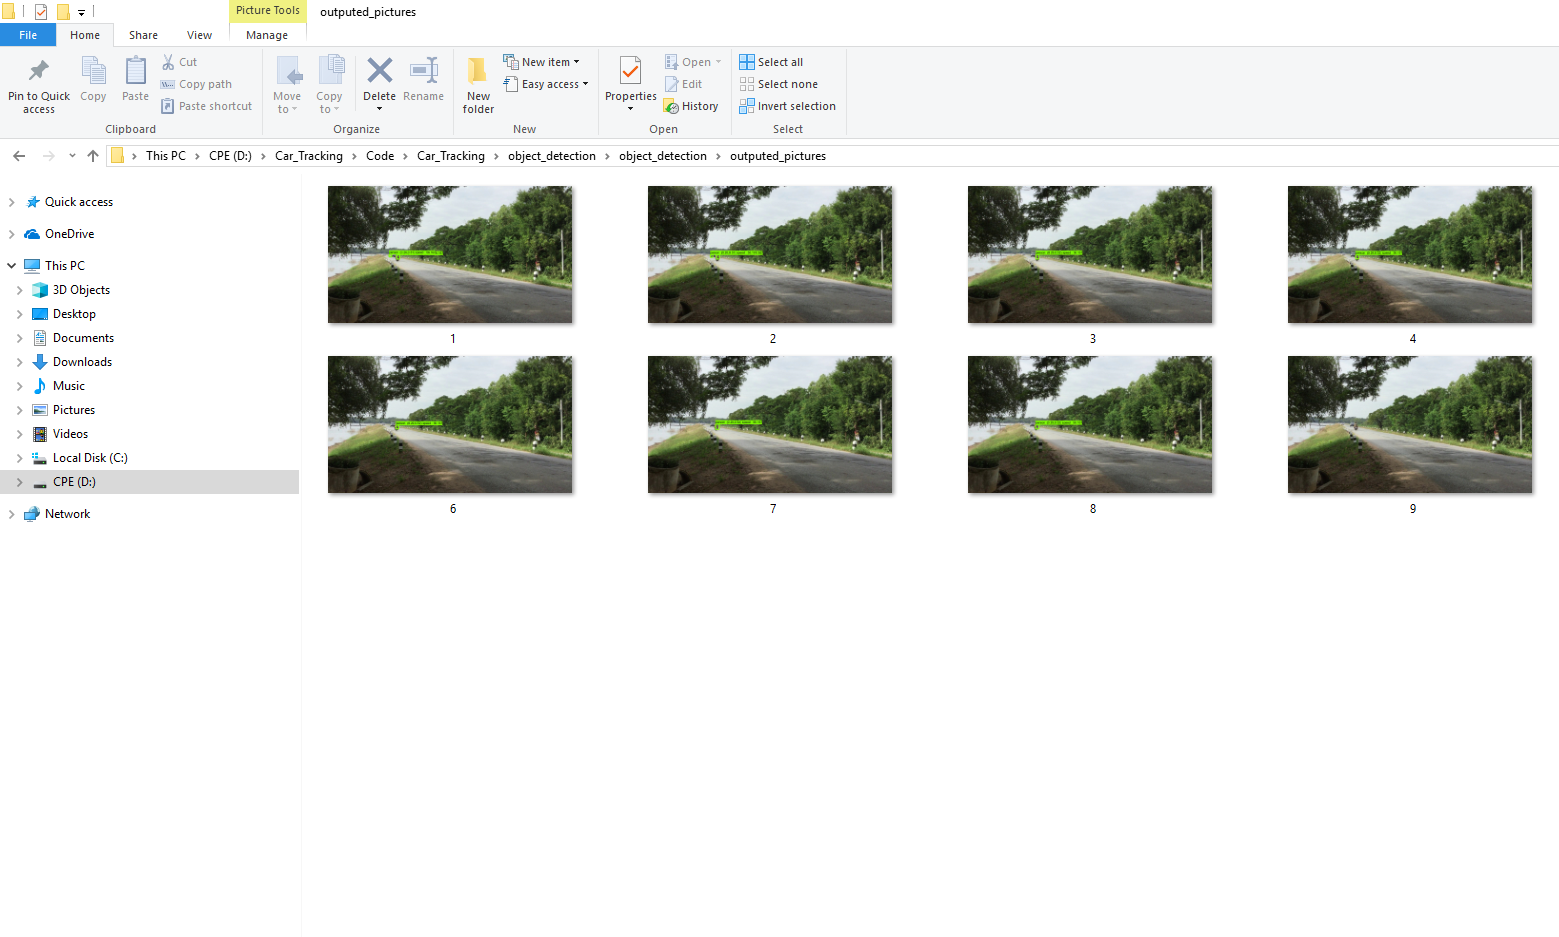 Picture Tools
outputed_pictures
File
Home
Share
View
Manage
Pin to Quick access
Copy
Paste
Cut
Copy path
Paste shortcut
Clipboard
Move to
Copy to
Delete
Rename
Organize
New folder
New item
Easy access
New
Properties
Open
Edit
History
Open
Select all
Select none
Invert selection
Select
This PC > CPE (D:) > Car_Tracking > Code > Car_Tracking > object_detection > object_detection > outputed_pictures
Quick access
OneDrive
This PC
3D Objects
Desktop
Documents
Downloads
Music
Pictures
Videos
Local Disk (C:)
CPE (D:)
Network
1
2
3
4
6
7
8
9